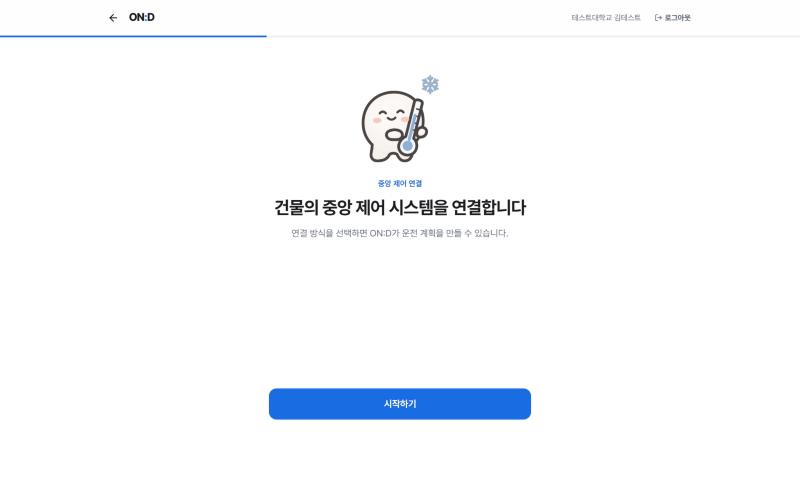 ON:D
테스트대학교 김테스트
로그아웃
중앙 제어 연결
건물의 중앙 제어 시스템을 연결합니다
연결 방식을 선택하면 ON:D가 운전 계획을 만들 수 있습니다.
시작하기